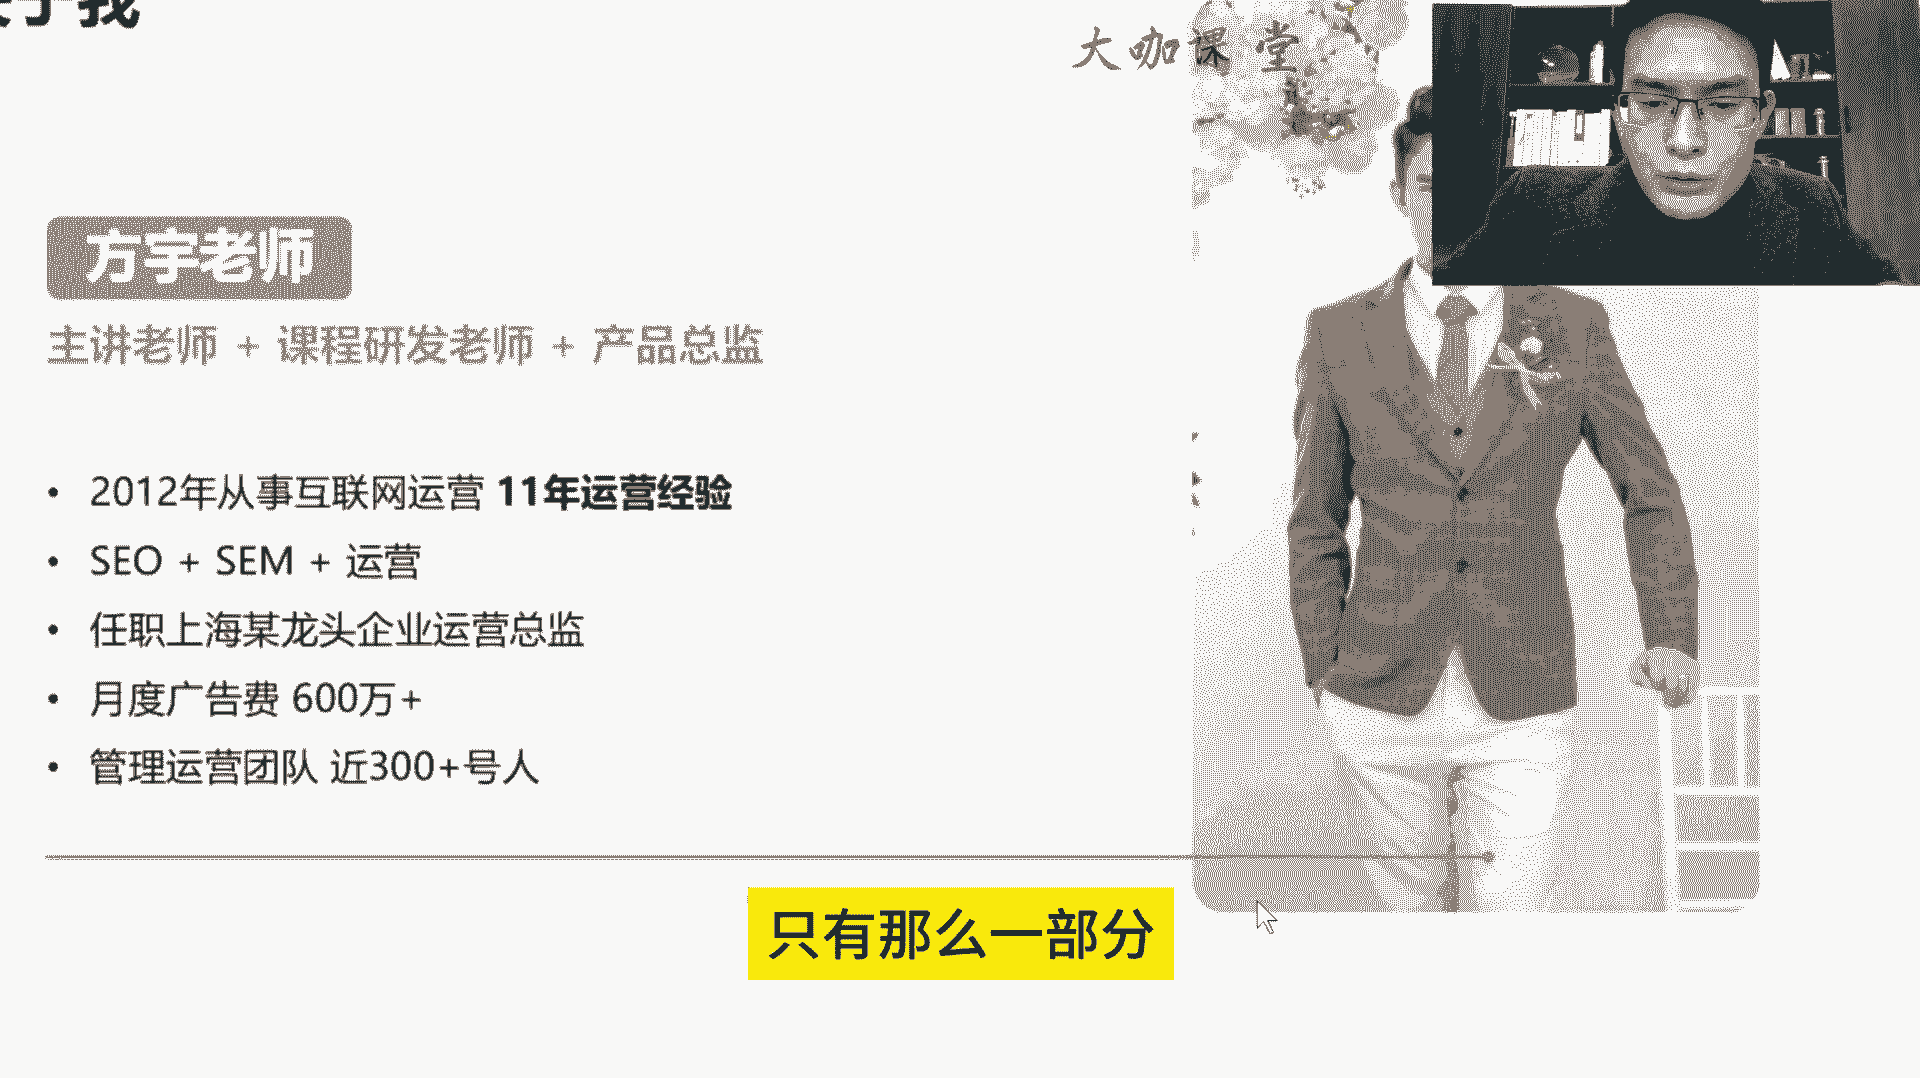 于我
大咖课堂
方宇老师
主讲老师 + 课程研发老师 + 产品总监
• 2012年从事互联网运营 11年运营经验
• SEO + SEM + 运营
• 任职上海某龙头企业运营总监
• 月度广告费 600万+
• 管理运营团队 近300+号人
只有那么一部分